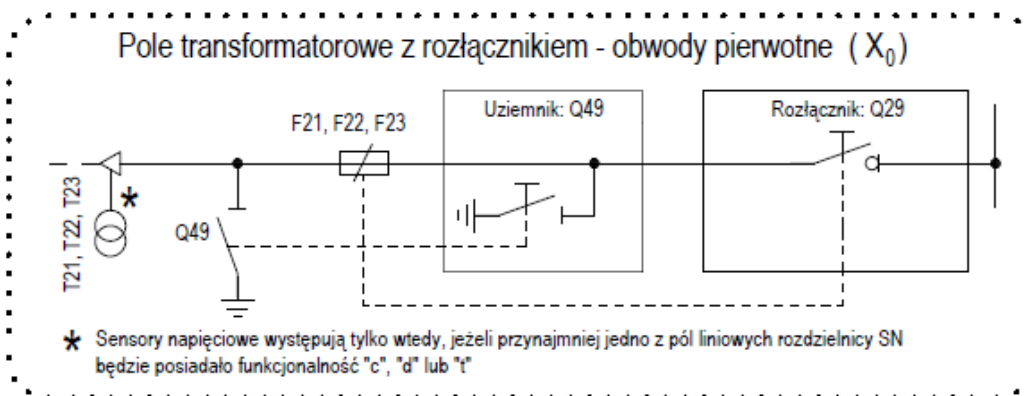 Pole transformatorowe z rozłącznikiem - obwody pierwotne ( X₀)
Uziemnik: Q49
Rozłącznik: Q29
F21, F22, F23
T21, T22, T23
*
Q49
* Sensory napięciowe występują tylko wtedy, jeżeli przynajmniej jedno z pól liniowych rozdzielnicy SN
będzie posiadało funkcjonalność "c", "d" lub "t"